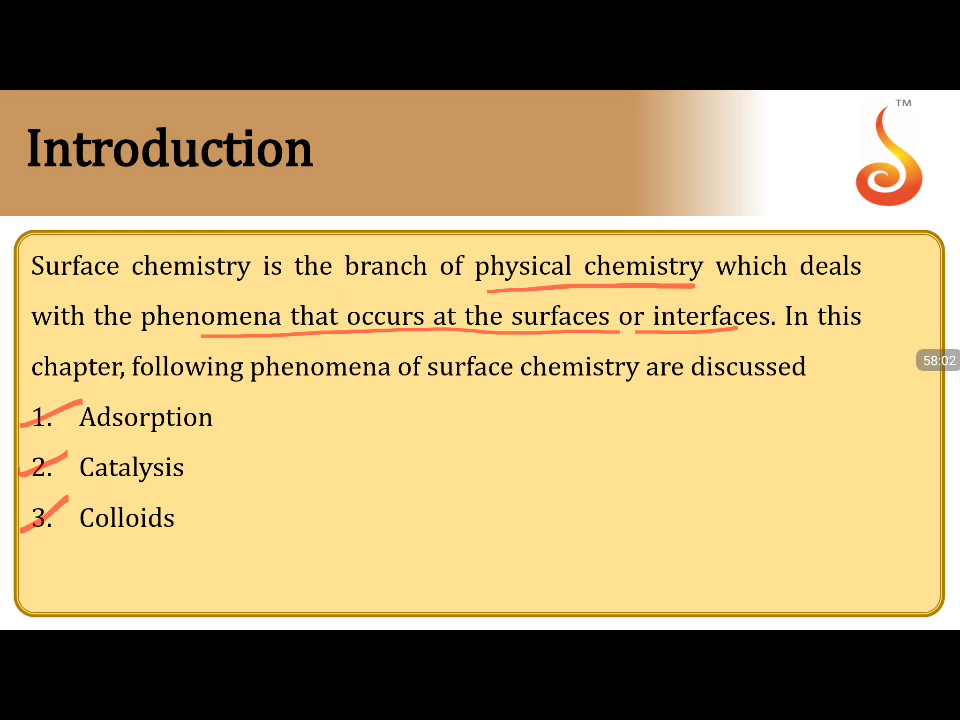 TM
Introduction
Surface chemistry is the branch of physical chemistry which deals
with the phenomena that occurs at the surfaces or interfaces. In this
chapter, following phenomena of surface chemistry are discussed
58:02
1. Adsorption
2. Catalysis
3. Colloids